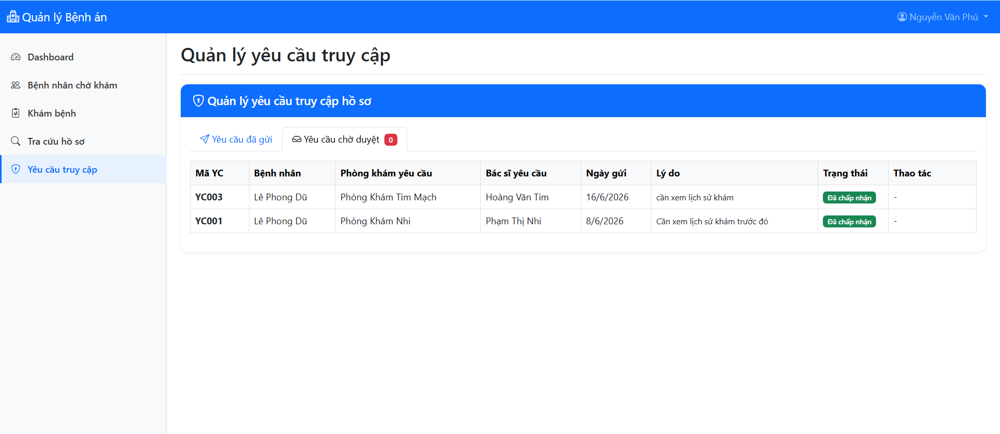 Quản lý Bệnh án
Nguyễn Văn Phú
Dashboard
Bệnh nhân chờ khám
Khám bệnh
Tra cứu hồ sơ
Yêu cầu truy cập
Quản lý yêu cầu truy cập
Quản lý yêu cầu truy cập hồ sơ
Yêu cầu đã gửi
Yêu cầu chờ duyệt 0
Mã YC Bệnh nhân Phòng khám yêu cầu Bác sĩ yêu cầu Ngày gửi Lý do Trạng thái Thao tác
YC003 Lê Phong Dũ Phòng Khám Tim Mạch Hoàng Văn Tim 16/6/2026 cần xem lịch sử khám Đã chấp nhận -
YC001 Lê Phong Dũ Phòng Khám Nhi Phạm Thị Nhi 8/6/2026 Cần xem lịch sử khám trước đó Đã chấp nhận -